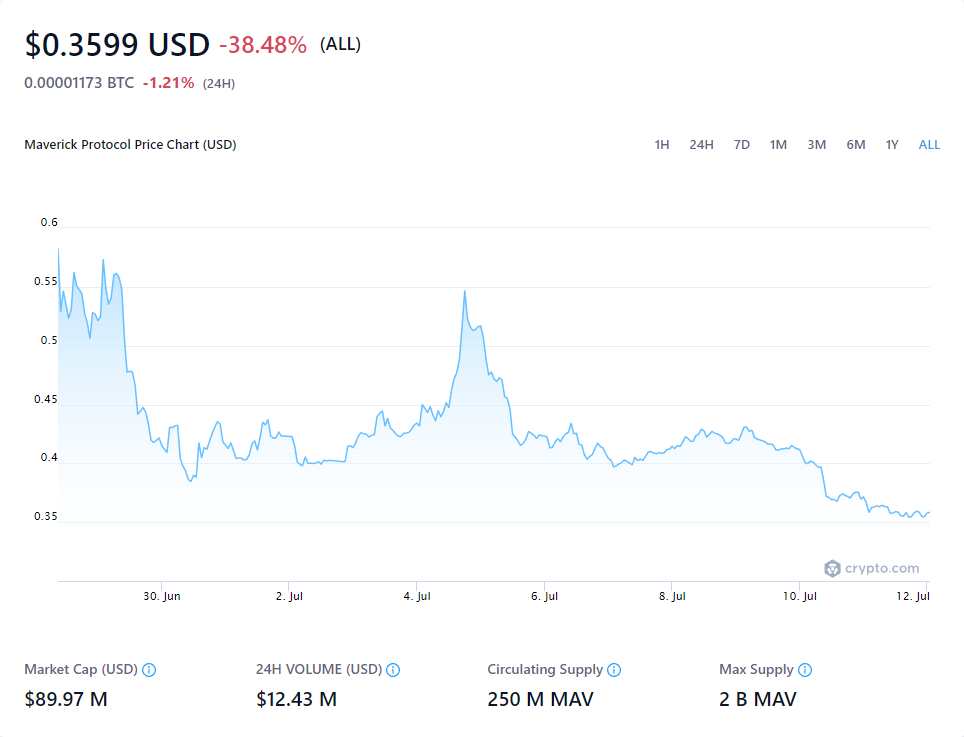 $0.3599 USD -38.48% (ALL)
0.00001173 BTC -1.21% (24H)
Maverick Protocol Price Chart (USD) 1H 24H 7D 1M 3M 6M 1Y ALL
0.6
0.55
0.5
0.45
0.4
0.35
crypto.com
30. Jun 2. Jul 4. Jul 6. Jul 8. Jul 10. Jul 12. Jul
Market Cap (USD) 24H VOLUME (USD) Circulating Supply Max Supply
$89.97 M $12.43 M 250 M MAV 2 B MAV